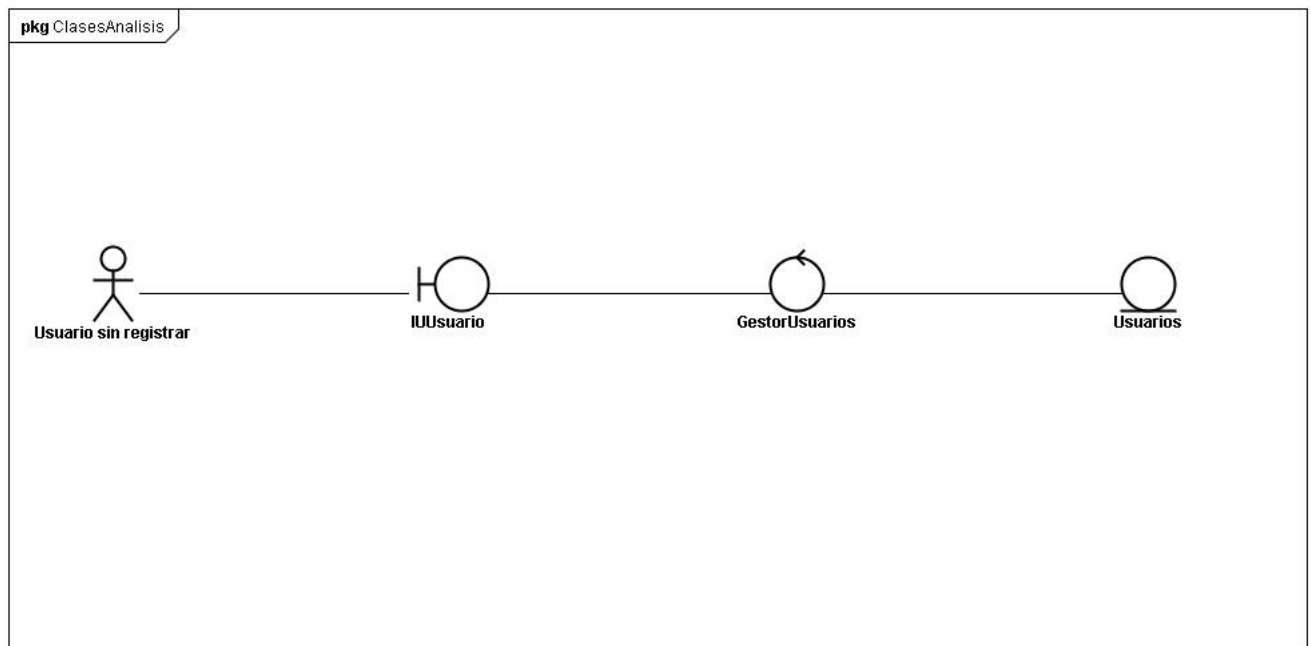 pkg ClasesAnalisis
Usuario sin registrar
IUUsuario
GestorUsuarios
Usuarios